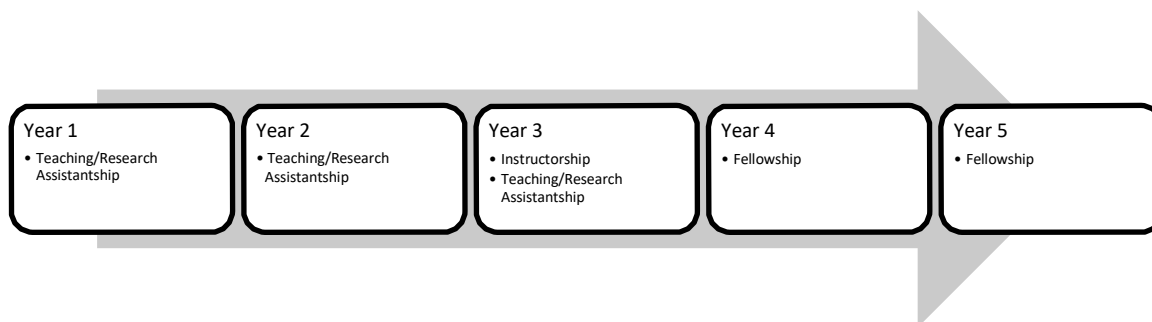 Year 1
• Teaching/Research
Assistantship
Year 2
• Teaching/Research
Assistantship
Year 3
• Instructorship
• Teaching/Research
Assistantship
Year 4
• Fellowship
Year 5
• Fellowship